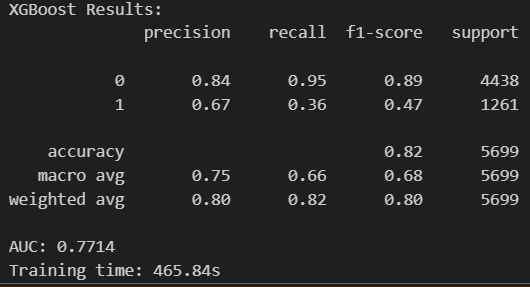 XGBoost Results:
precision recall f1-score support
0 0.84 0.95 0.89 4438
1 0.67 0.36 0.47 1261
accuracy 0.82 5699
macro avg 0.75 0.66 0.68 5699
weighted avg 0.80 0.82 0.80 5699
AUC: 0.7714
Training time: 465.84s